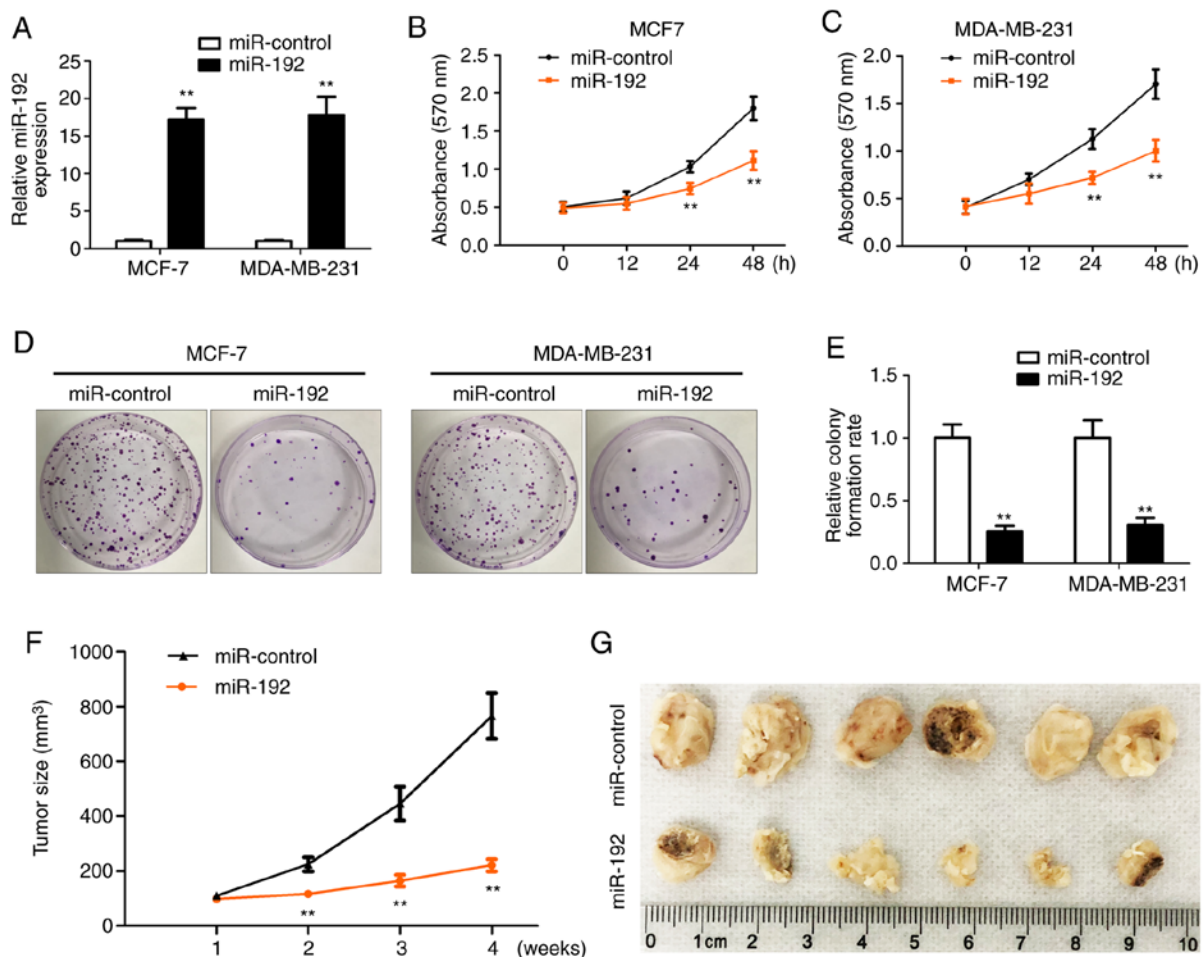 A
miR-control
miR-192
Relative miR-192
expression
25
20
15
10
5
0
**
**
MCF-7
MDA-MB-231
B
MCF7
miR-control
miR-192
Absorbance (570 nm)
2.5
2.0
1.5
1.0
0.5
0.0
**
**
0 12 24 48 (h)
C
MDA-MB-231
miR-control
miR-192
Absorbance (570 nm)
2.0
1.5
1.0
0.5
0.0
**
**
0 12 24 48 (h)
D
MCF-7
miR-control
miR-192
MDA-MB-231
miR-control
miR-192
E
miR-control
miR-192
Relative colony
formation rate
1.5
1.0
0.5
0.0
**
**
MCF-7
MDA-MB-231
F
miR-control
miR-192
Tumor size (mm³)
1000
800
600
400
200
0
**
**
**
1 2 3 4 (weeks)
G
miR-control
miR-192
0 1cm 2 3 4 5 6 7 8 9 10